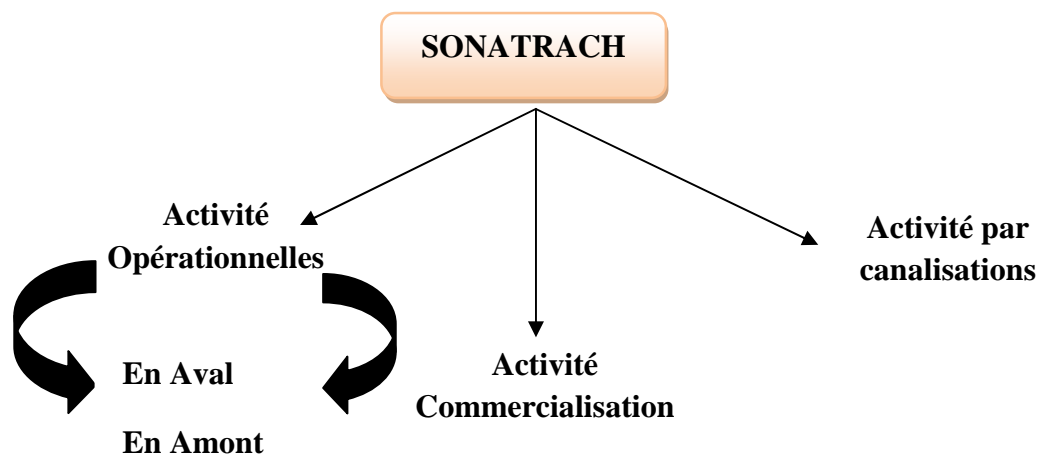 SONATRACH
Activité
Opérationnelles
En Aval
En Amont
Activité
Commercialisation
Activité par
canalisations